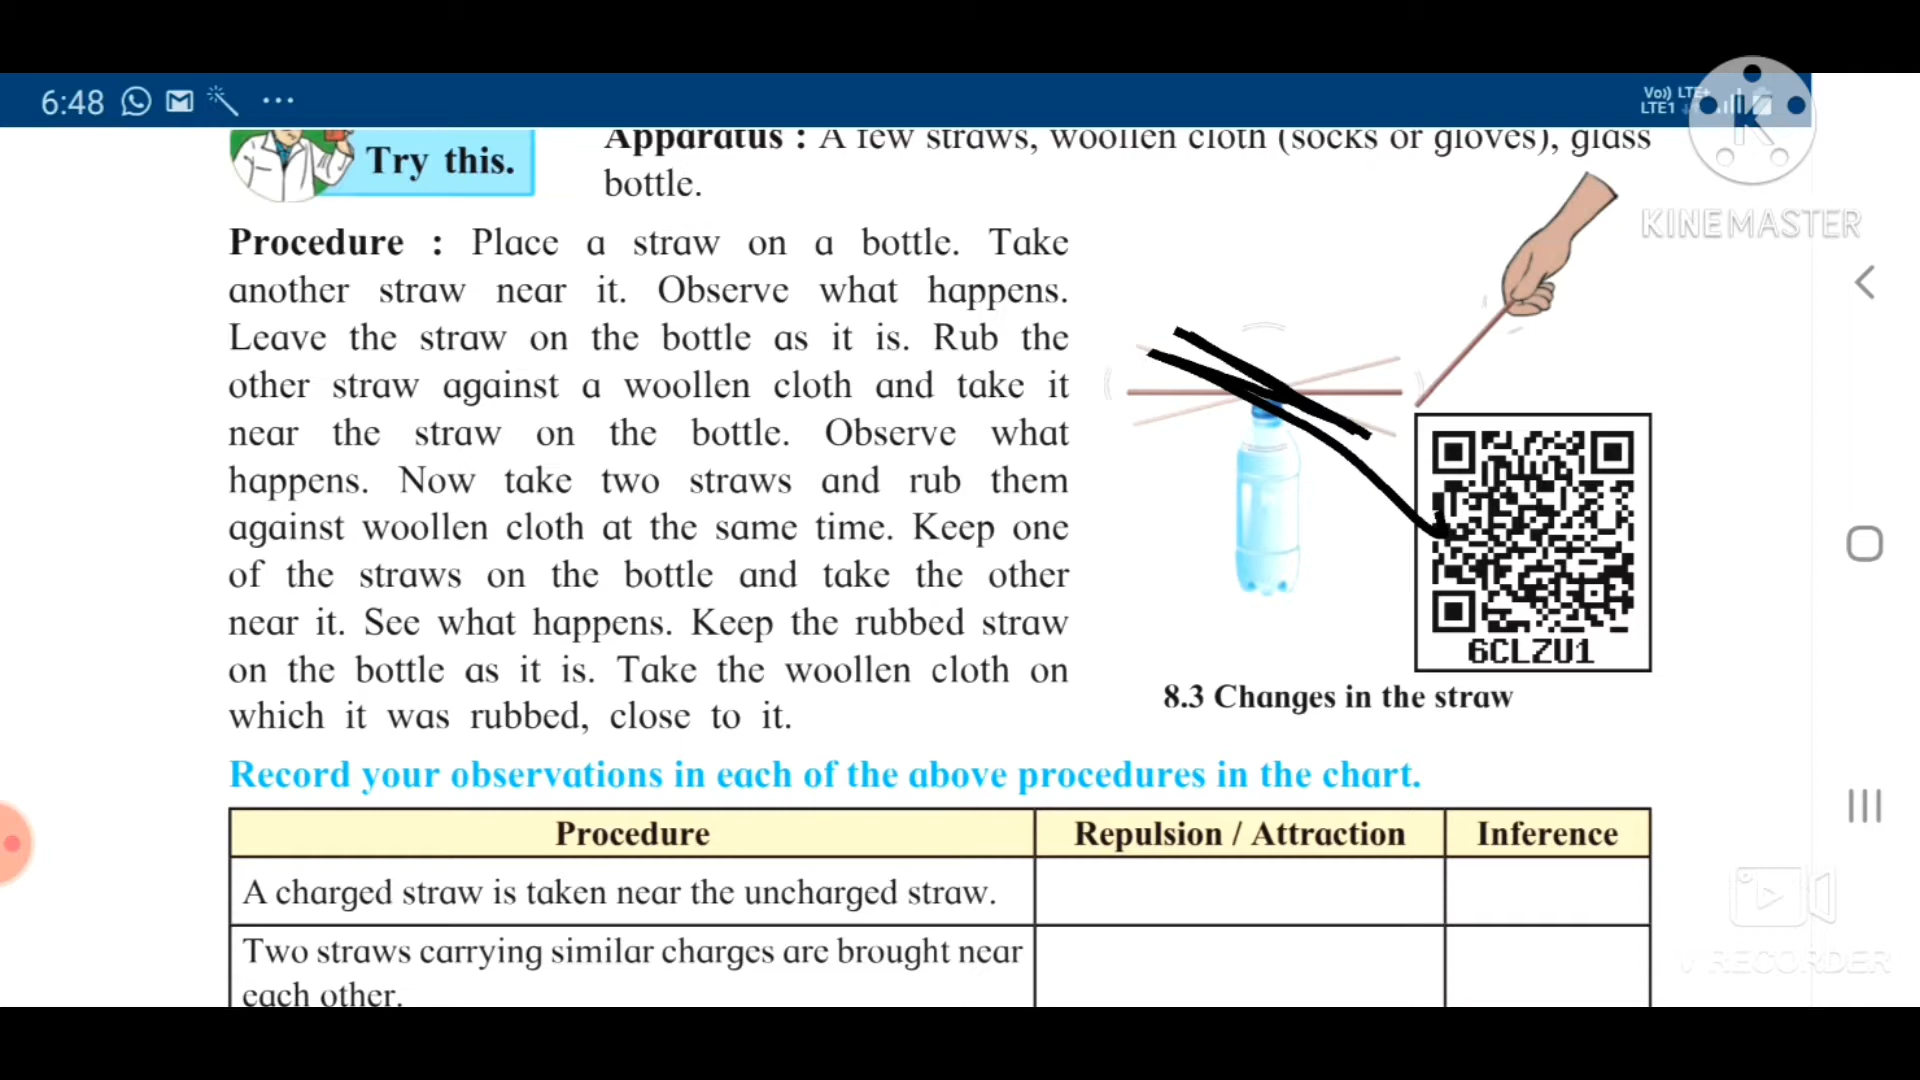 6:48
Vo)) LTE+
LTE1
KINEMASTER
Try this.
Apparatus : A few straws, woollen cloth (socks or gloves), glass
bottle.
Procedure : Place a straw on a bottle. Take
another straw near it. Observe what happens.
Leave the straw on the bottle as it is. Rub the
other straw against a woollen cloth and take it
near the straw on the bottle. Observe what
happens. Now take two straws and rub them
against woollen cloth at the same time. Keep one
of the straws on the bottle and take the other
near it. See what happens. Keep the rubbed straw
on the bottle as it is. Take the woollen cloth on
which it was rubbed, close to it.
6CLZU1
8.3 Changes in the straw
Record your observations in each of the above procedures in the chart.
Procedure
Repulsion / Attraction
Inference
A charged straw is taken near the uncharged straw.
Two straws carrying similar charges are brought near
each other.
V RECORDER